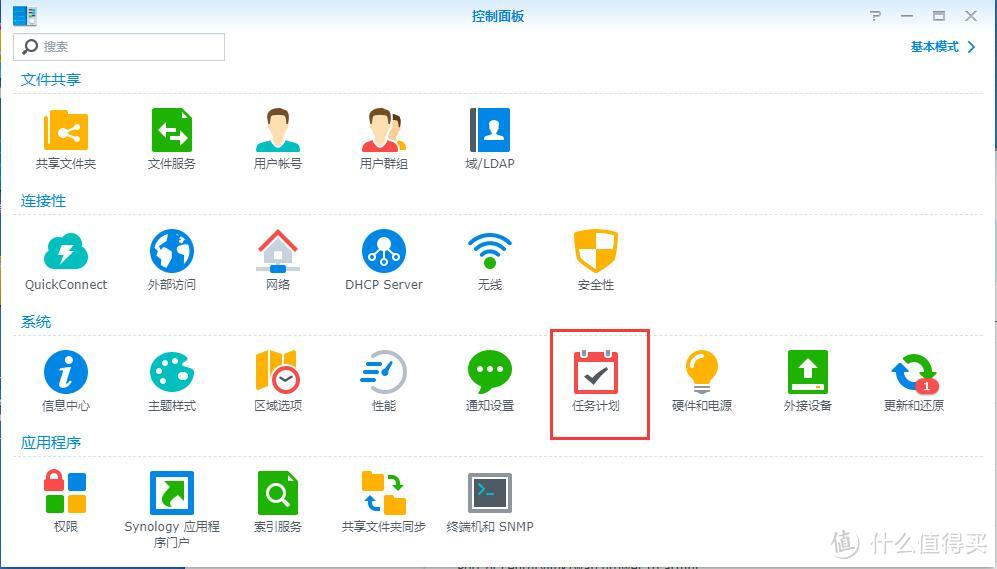 控制面板
搜索
基本模式
文件共享
共享文件夹
文件服务
用户帐号
用户群组
域/LDAP
连接性
QuickConnect
外部访问
网络
DHCP Server
无线
安全性
系统
信息中心
主题样式
区域选项
性能
通知设置
任务计划
硬件和电源
外接设备
1
更新和还原
应用程序
权限
Synology 应用程
序门户
索引服务
共享文件夹同步
终端机和 SNMP
值 什么值得买